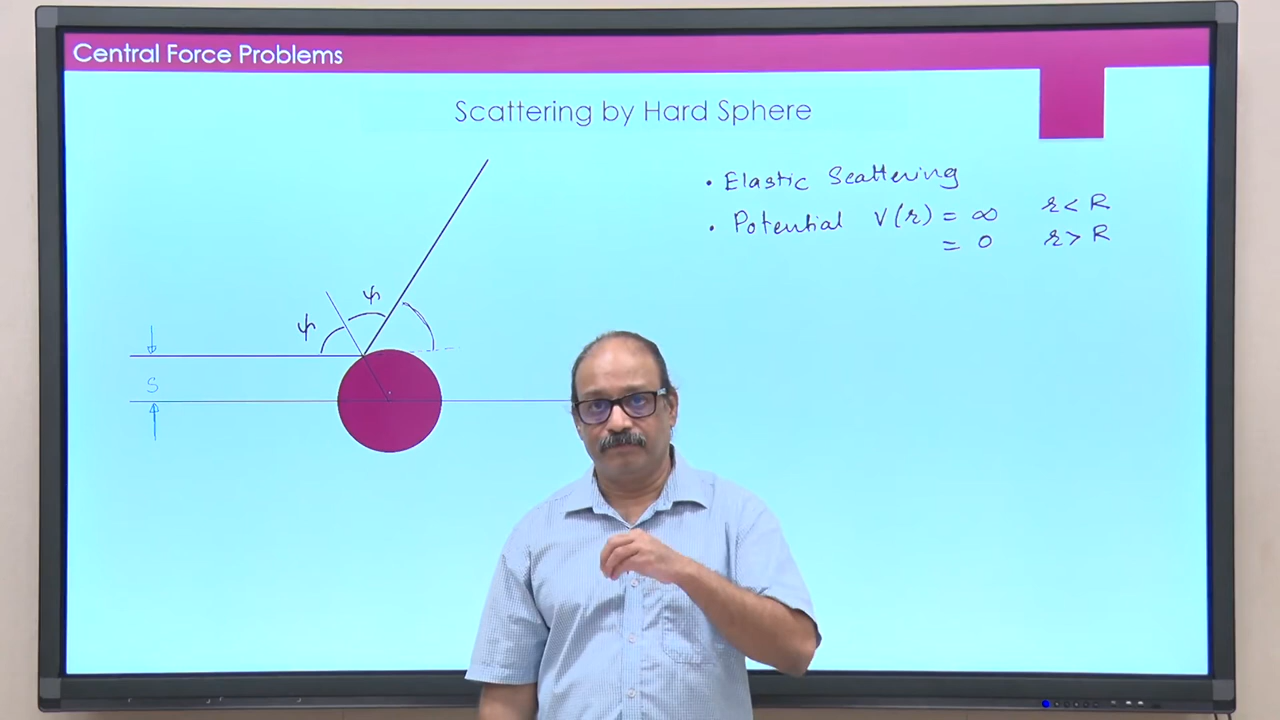 Central Force Problems
Scattering by Hard Sphere
• Elastic Scattering
• Potential V(r) = ∞ r < R
= 0 r > R
ψ
ψ
S